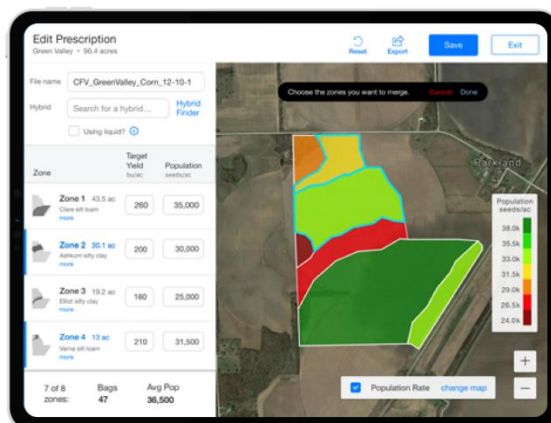 Edit Prescription
Green Valley • 96.4 acres
Reset
Export
Save
Exit
File name
CFV_GreenValley_Corn_12-10-1
Hybrid
Search for a hybrid...
Hybrid
Finder
Using liquid?
Zone
Target
Yield
bu/ac
Population
seeds/ac
Zone 1 43.5 ac
Clare silt loam
more
260
35,000
Zone 2 30.1 ac
Ashkum silty clay
more
200
30,000
Zone 3 19.2 ac
Elliot silty clay
more
160
25,000
Zone 4 13 ac
Verna silt loam
more
210
31,500
7 of 8
zones:
Bags
47
Avg Pop
36,500
Choose the zones you want to merge. Cancel Done
Parkland
Population
seeds/ac
38.0k
35.5k
33.0k
31.5k
29.0k
26.5k
24.0k
+
−
Population Rate change map